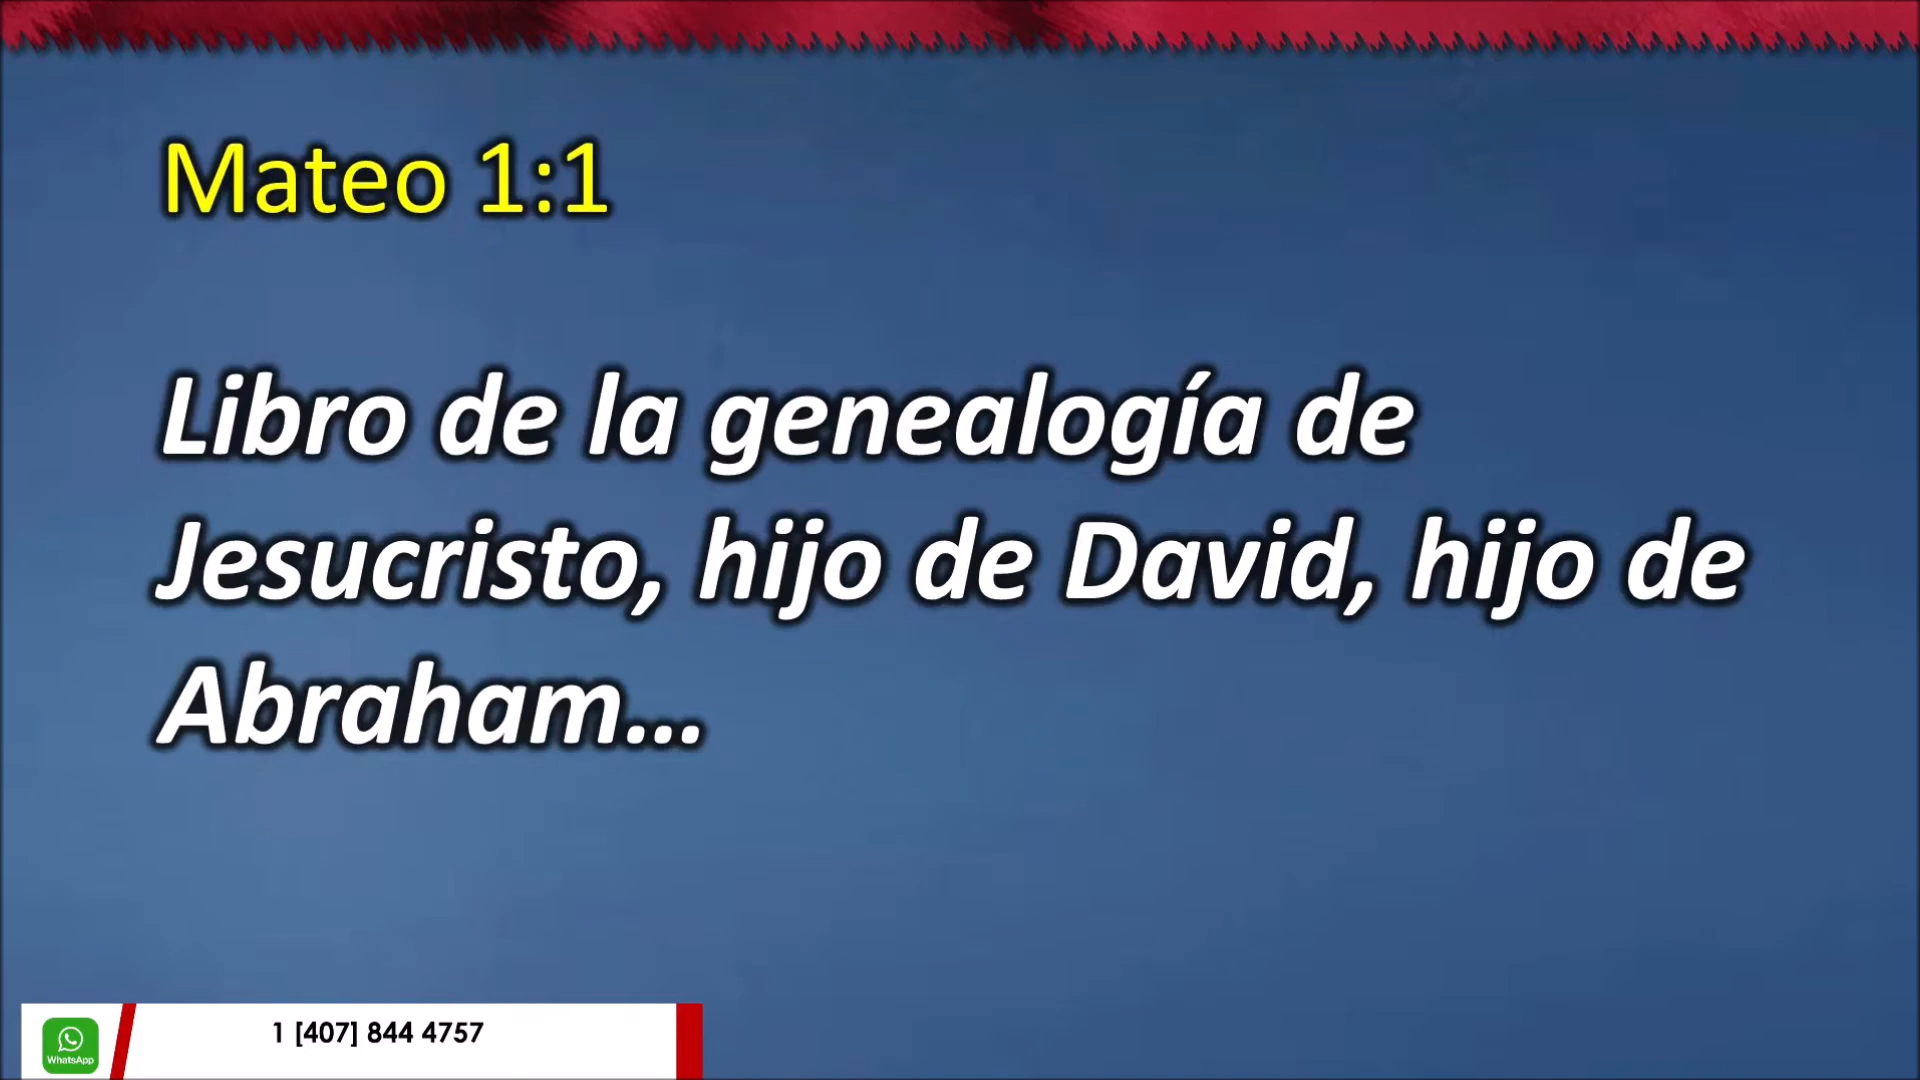 Mateo 1:1
Libro de la genealogía de
Jesucristo, hijo de David, hijo de
Abraham...
1 [407] 844 4757
WhatsApp